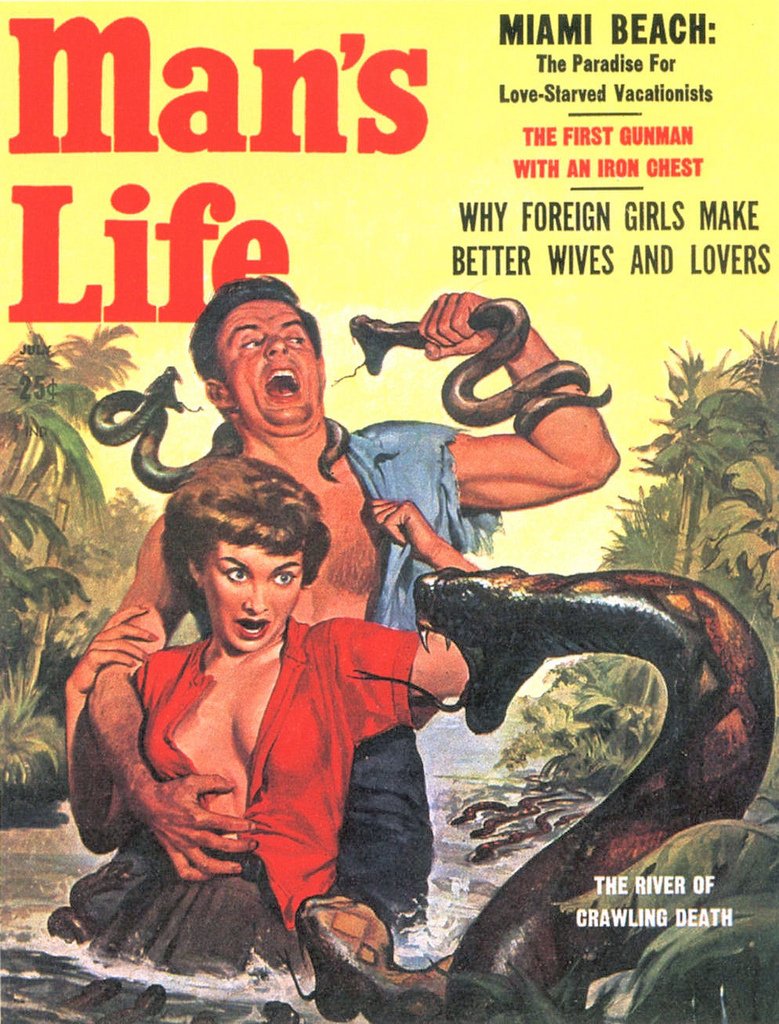 Man's
Life
MIAMI BEACH:
The Paradise For
Love-Starved Vacationists
THE FIRST GUNMAN
WITH AN IRON CHEST
WHY FOREIGN GIRLS MAKE
BETTER WIVES AND LOVERS
JULY
25¢
THE RIVER OF
CRAWLING DEATH